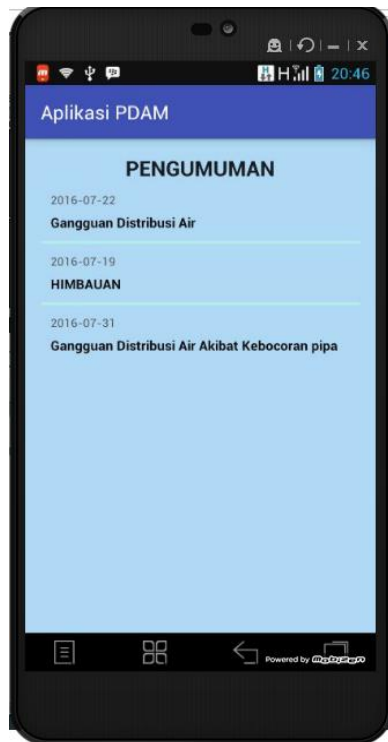 H 20:46
Aplikasi PDAM
PENGUMUMAN
2016-07-22
Gangguan Distribusi Air
2016-07-19
HIMBAUAN
2016-07-31
Gangguan Distribusi Air Akibat Kebocoran pipa
Powered by Mobizen